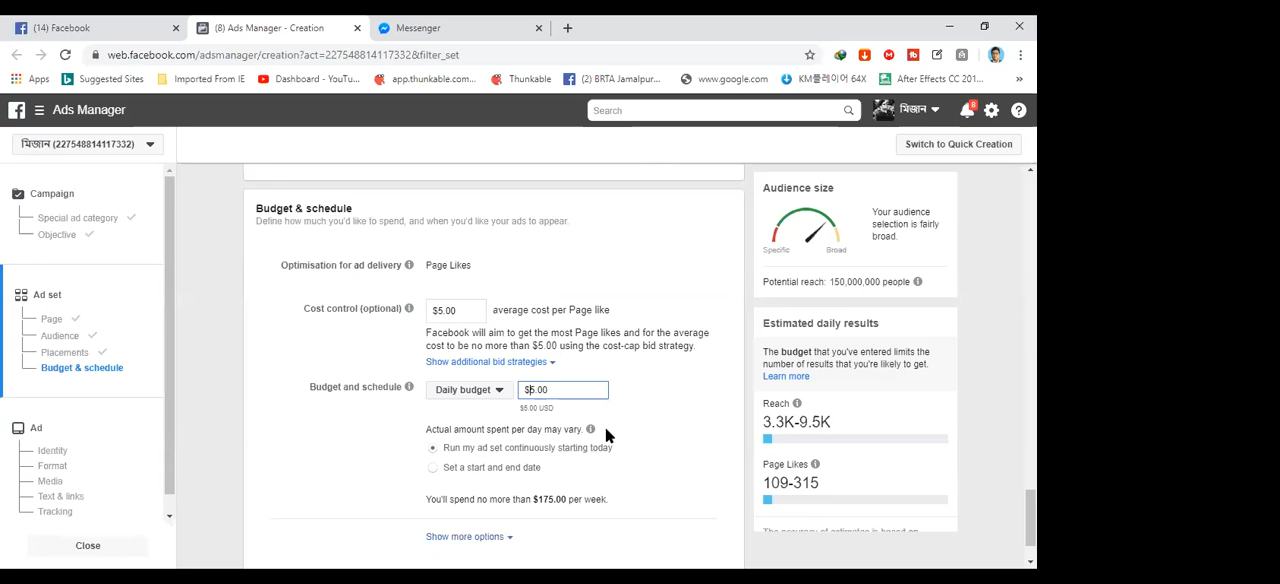 (14) Facebook
(8) Ads Manager - Creation
Messenger
web.facebook.com/adsmanager/creation?act=227548814117332&filter_set
Apps
Suggested Sites
Imported From IE
Dashboard - YouTu...
app.thunkable.com...
Thunkable
(2) BRTA Jamalpur...
www.google.com
KM플레이어 64X
After Effects CC 201...
Ads Manager
Search
মিজান
8
মিজান (227548814117332)
Switch to Quick Creation
Campaign
Special ad category
Objective
Ad set
Page
Audience
Placements
Budget & schedule
Ad
Identity
Format
Media
Text & links
Tracking
Close
Budget & schedule
Define how much you'd like to spend, and when you'd like your ads to appear.
Optimisation for ad delivery
Page Likes
Cost control (optional)
$5.00
average cost per Page like
Facebook will aim to get the most Page likes and for the average
cost to be no more than $5.00 using the cost-cap bid strategy.
Show additional bid strategies
Budget and schedule
Daily budget
$5.00
$5.00 USD
Actual amount spent per day may vary.
Run my ad set continuously starting today
Set a start and end date
You'll spend no more than $175.00 per week.
Show more options
Audience size
Specific
Broad
Your audience
selection is fairly
broad.
Potential reach: 150,000,000 people
Estimated daily results
The budget that you've entered limits the
number of results that you're likely to get.
Learn more
Reach
3.3K-9.5K
Page Likes
109-315
The accuracy of estimates is based on